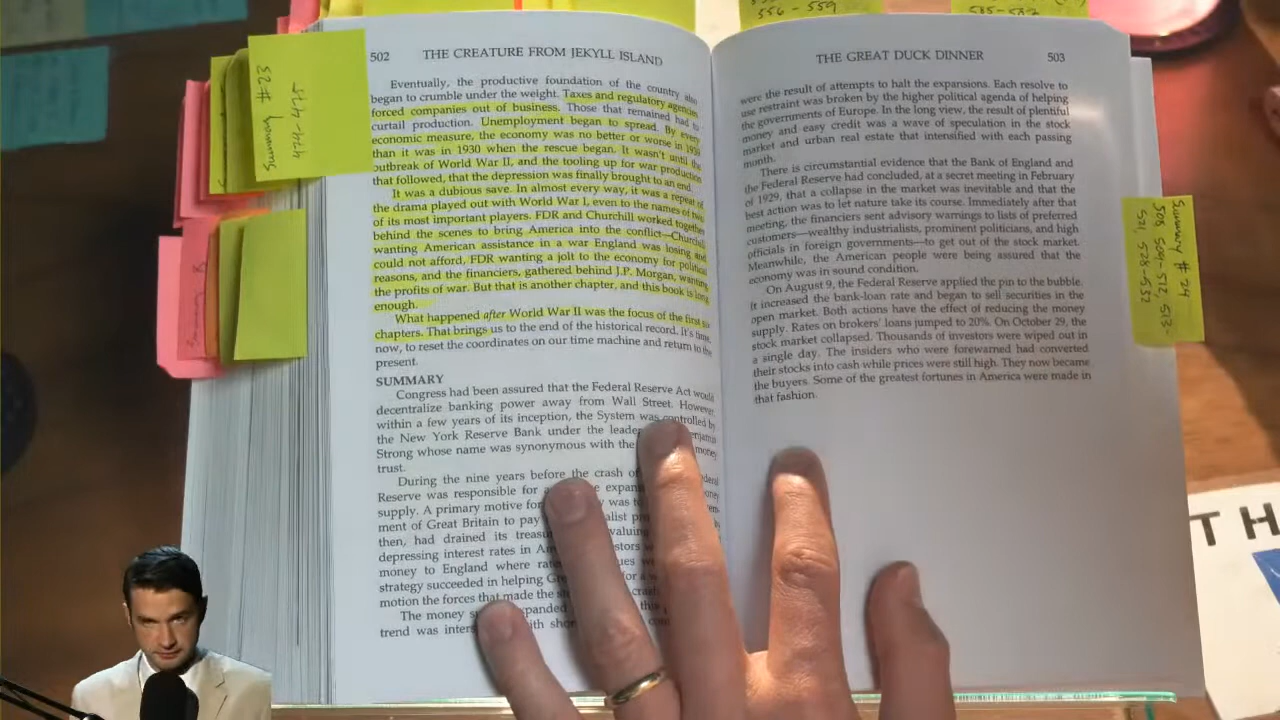 556-559
Summary #23
474-475
502 THE CREATURE FROM JEKYLL ISLAND
Eventually, the productive foundation of the country also
began to crumble under the weight. Taxes and regulatory agencies
forced companies out of business. Those that remained had to
curtail production. Unemployment began to spread. By every
economic measure, the economy was no better or worse in 1939
than it was in 1930 when the rescue began. It wasn't until the
outbreak of World War II, and the tooling up for war production
that followed, that the depression was finally brought to an end.
It was a dubious save. In almost every way, it was a repeat of
the drama played out with World War I, even to the names of two
of its most important players. FDR and Churchill worked together
behind the scenes to bring America into the conflict—Churchill
wanting American assistance in a war England was losing and
could not afford, FDR wanting a jolt to the economy for political
reasons, and the financiers, gathered behind J.P. Morgan, wanting
the profits of war. But that is another chapter, and this book is long
enough.
What happened after World War II was the focus of the first six
chapters. That brings us to the end of the historical record. It's time,
now, to reset the coordinates on our time machine and return to the
present.
SUMMARY
Congress had been assured that the Federal Reserve Act would
decentralize banking power away from Wall Street. However,
within a few years of its inception, the System was controlled by
the New York Reserve Bank under the
Strong whose name was synonymous with the money
trust.
During the nine years before the crash of
Reserve was responsible for
supply. A primary motive for was to
ment of Great Britain to pay
then, had drained its
depressing interest rates in
money to England where
strategy succeeded in helping
motion the forces that made the
The money expanded
trend was
THE GREAT DUCK DINNER 503
were the result of attempts to halt the expansions. Each resolve to
use restraint was broken by the higher political agenda of helping
the governments of Europe. In the long view, the result of plentiful
money and easy credit was a wave of speculation in the stock
market and urban real estate that intensified with each passing
month.
There is circumstantial evidence that the Bank of England and
the Federal Reserve had concluded, at a secret meeting in February
of 1929, that a collapse in the market was inevitable and that the
best action was to let nature take its course. Immediately after that
meeting, the financiers sent advisory warnings to lists of preferred
customers—wealthy industrialists, prominent politicians, and high
officials in foreign governments—to get out of the stock market.
Meanwhile, the American people were being assured that the
economy was in sound condition.
On August 9, the Federal Reserve applied the pin to the bubble.
It increased the bank-loan rate and began to sell securities in the
open market. Both actions have the effect of reducing the money
supply. Rates on brokers' loans jumped to 20%. On October 29, the
stock market collapsed. Thousands of investors were wiped out in
a single day. The insiders who were forewarned had converted
their stocks into cash while prices were still high. They now became
the buyers. Some of the greatest fortunes in America were made in
that fashion.
Summary #24
TH